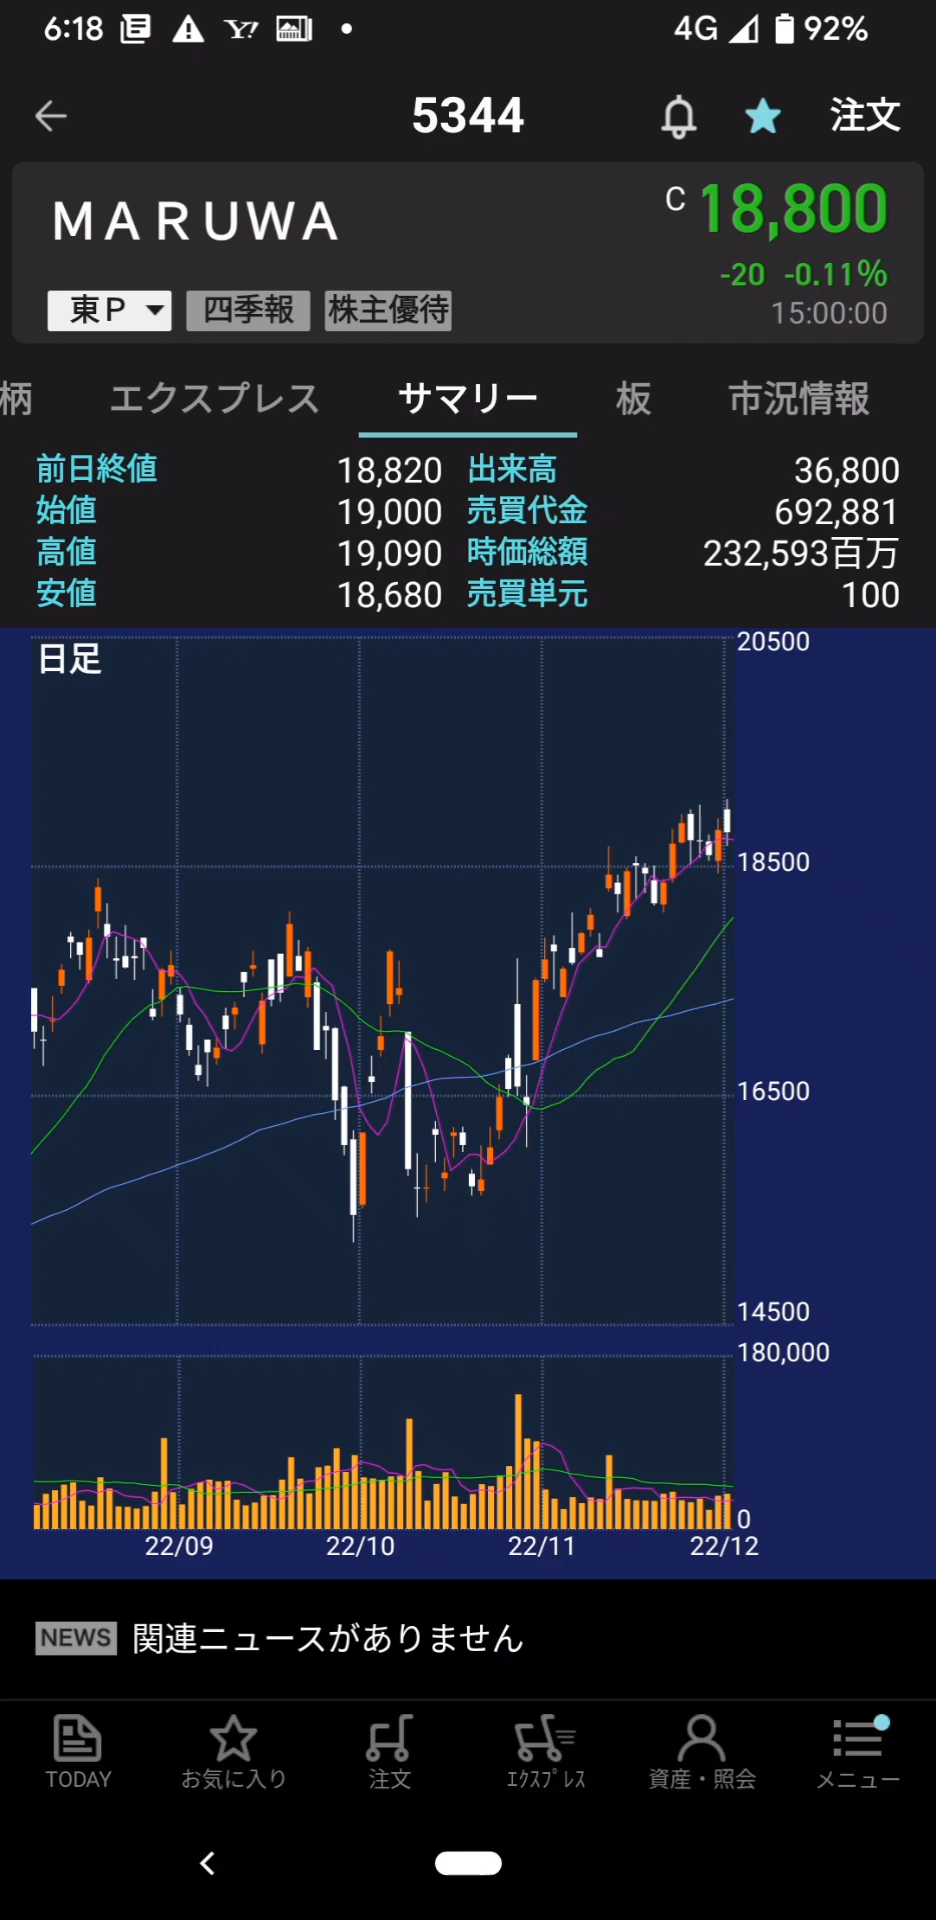 6:18 Y! 4G 92%
5344 注文
MARUWA C 18,800
-20 -0.11%
東P 四季報 株主優待 15:00:00
柄 エクスプレス サマリー 板 市況情報
前日終値 18,820 出来高 36,800
始値 19,000 売買代金 692,881
高値 19,090 時価総額 232,593百万
安値 18,680 売買単元 100
日足
20500
18500
16500
14500
180,000
0
22/09 22/10 22/11 22/12
NEWS 関連ニュースがありません
TODAY お気に入り 注文 エクスプレス 資産・照会 メニュー